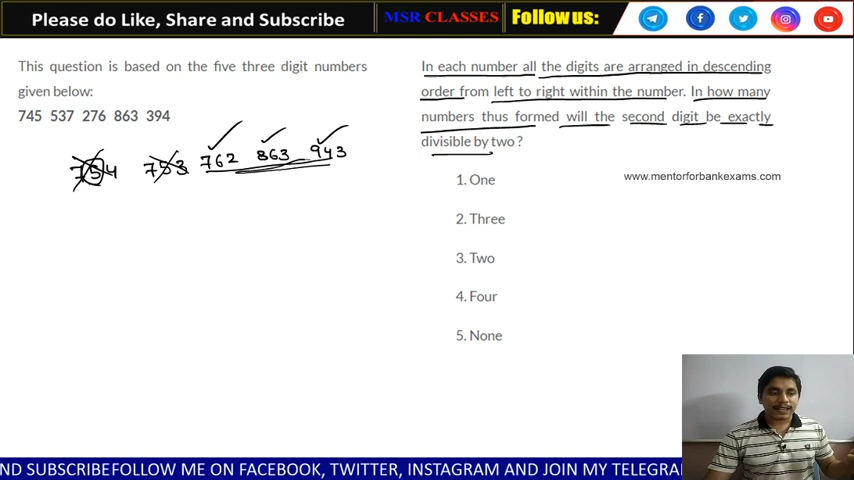 Please do Like, Share and Subscribe
MSR CLASSES
Follow us:
This question is based on the five three digit numbers
given below:
745 537 276 863 394
754 753 762 863 943
In each number all the digits are arranged in descending
order from left to right within the number. In how many
numbers thus formed will the second digit be exactly
divisible by two ?
1. One
2. Three
3. Two
4. Four
5. None
www.mentorforbankexams.com
ND SUBSCRIBEFOLLOW ME ON FACEBOOK, TWITTER, INSTAGRAM AND JOIN MY TELEGRA